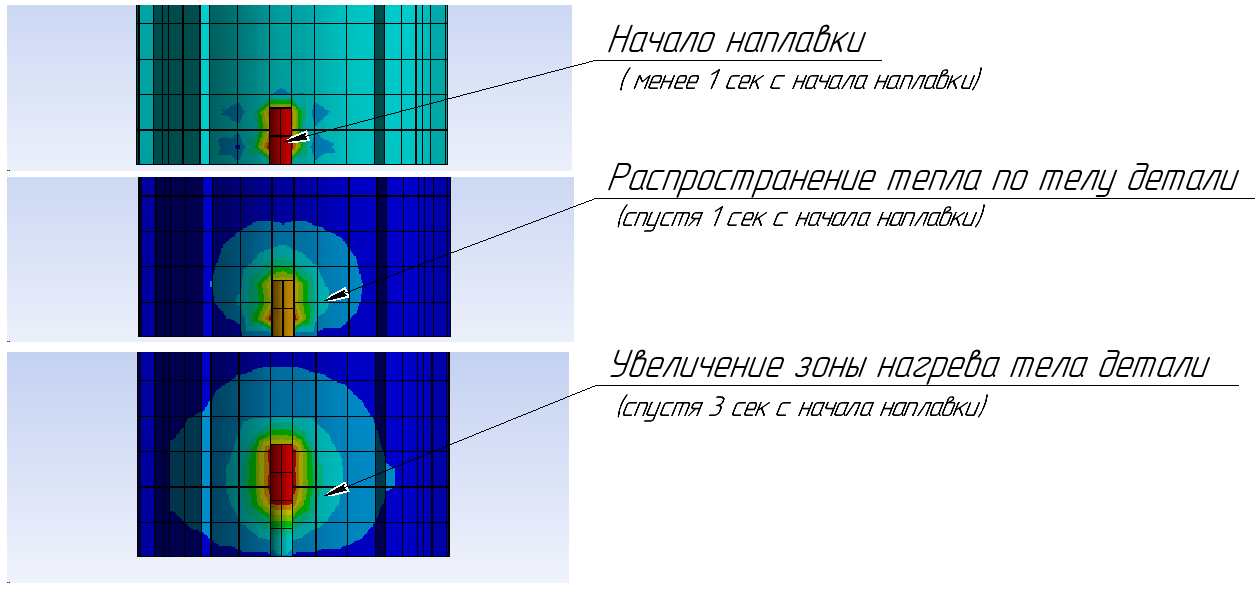 Начало наплавки
( менее 1 сек с начала наплавки)
Распространение тепла по телу детали
(спустя 1 сек с начала наплавки)
Увеличение зоны нагрева тела детали
(спустя 3 сек с начала наплавки)